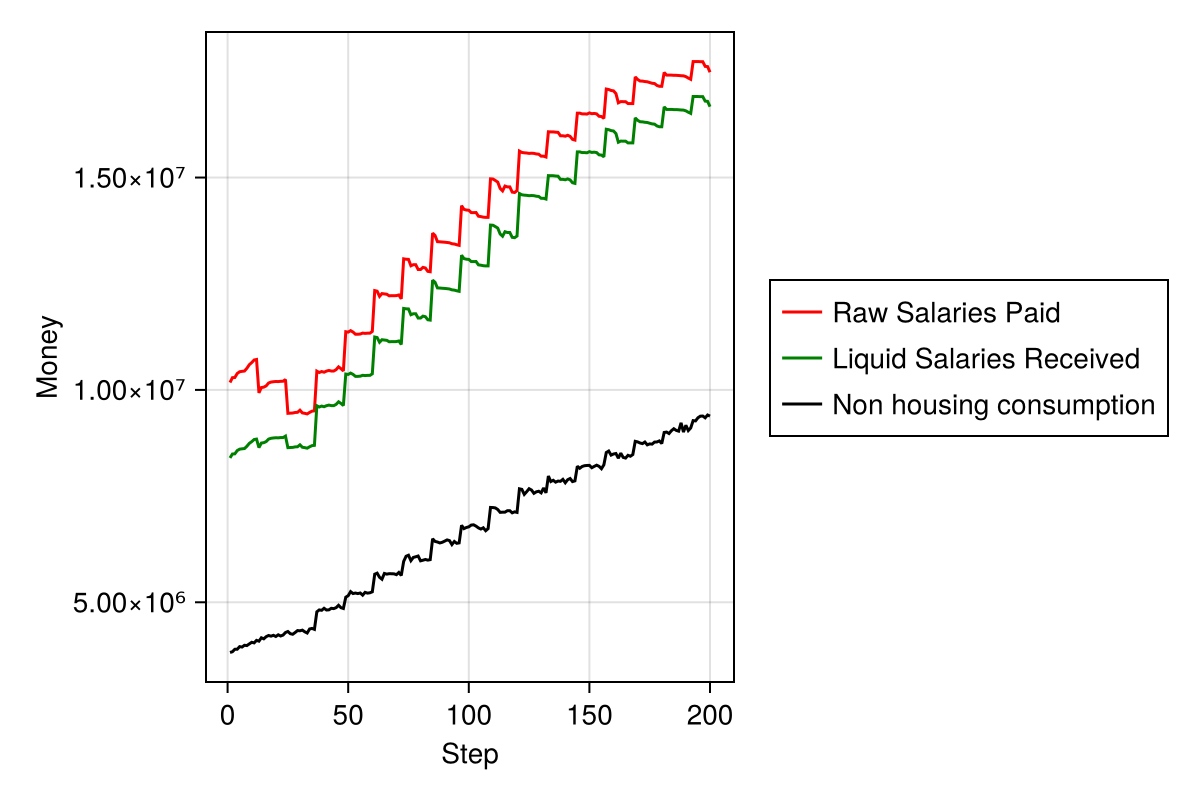 Money
1.50×10⁷
1.00×10⁷
5.00×10⁶
0 50 100 150 200
Step
Raw Salaries Paid
Liquid Salaries Received
Non housing consumption